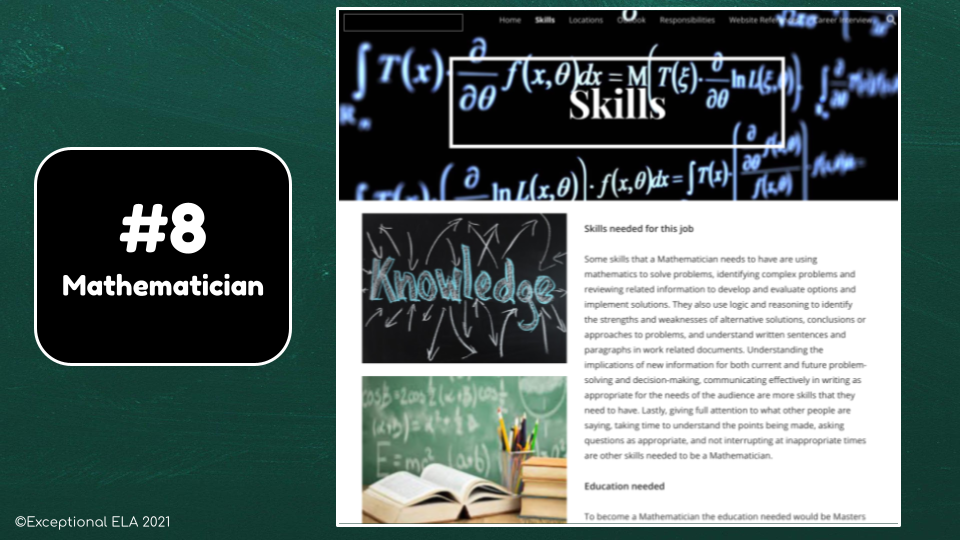 #8
Mathematician
©Exceptional ELA 2021
Home Skills Locations Responsibilities Website Career Interview
∫ T(x)· ∂/∂θ f(x,θ)dx = M( T(ξ)· ∂/∂θ ln L(ξ,θ)
Skills
ln L(x,θ) · f(x,θ)dx = ∫ T(x)·
Knowledge
Skills needed for this job
Some skills that a Mathematician needs to have are using
mathematics to solve problems, identifying complex problems and
reviewing related information to develop and evaluate options and
implement solutions. They also use logic and reasoning to identify
the strengths and weaknesses of alternative solutions, conclusions or
approaches to problems, and understand written sentences and
paragraphs in work related documents. Understanding the
implications of new information for both current and future problem-
solving and decision-making, communicating effectively in writing as
appropriate for the needs of the audience are more skills that they
need to have. Lastly, giving full attention to what other people are
saying, taking time to understand the points being made, asking
questions as appropriate, and not interrupting at inappropriate times
are other skills needed to be a Mathematician.
Education needed
To become a Mathematician the education needed would be Masters